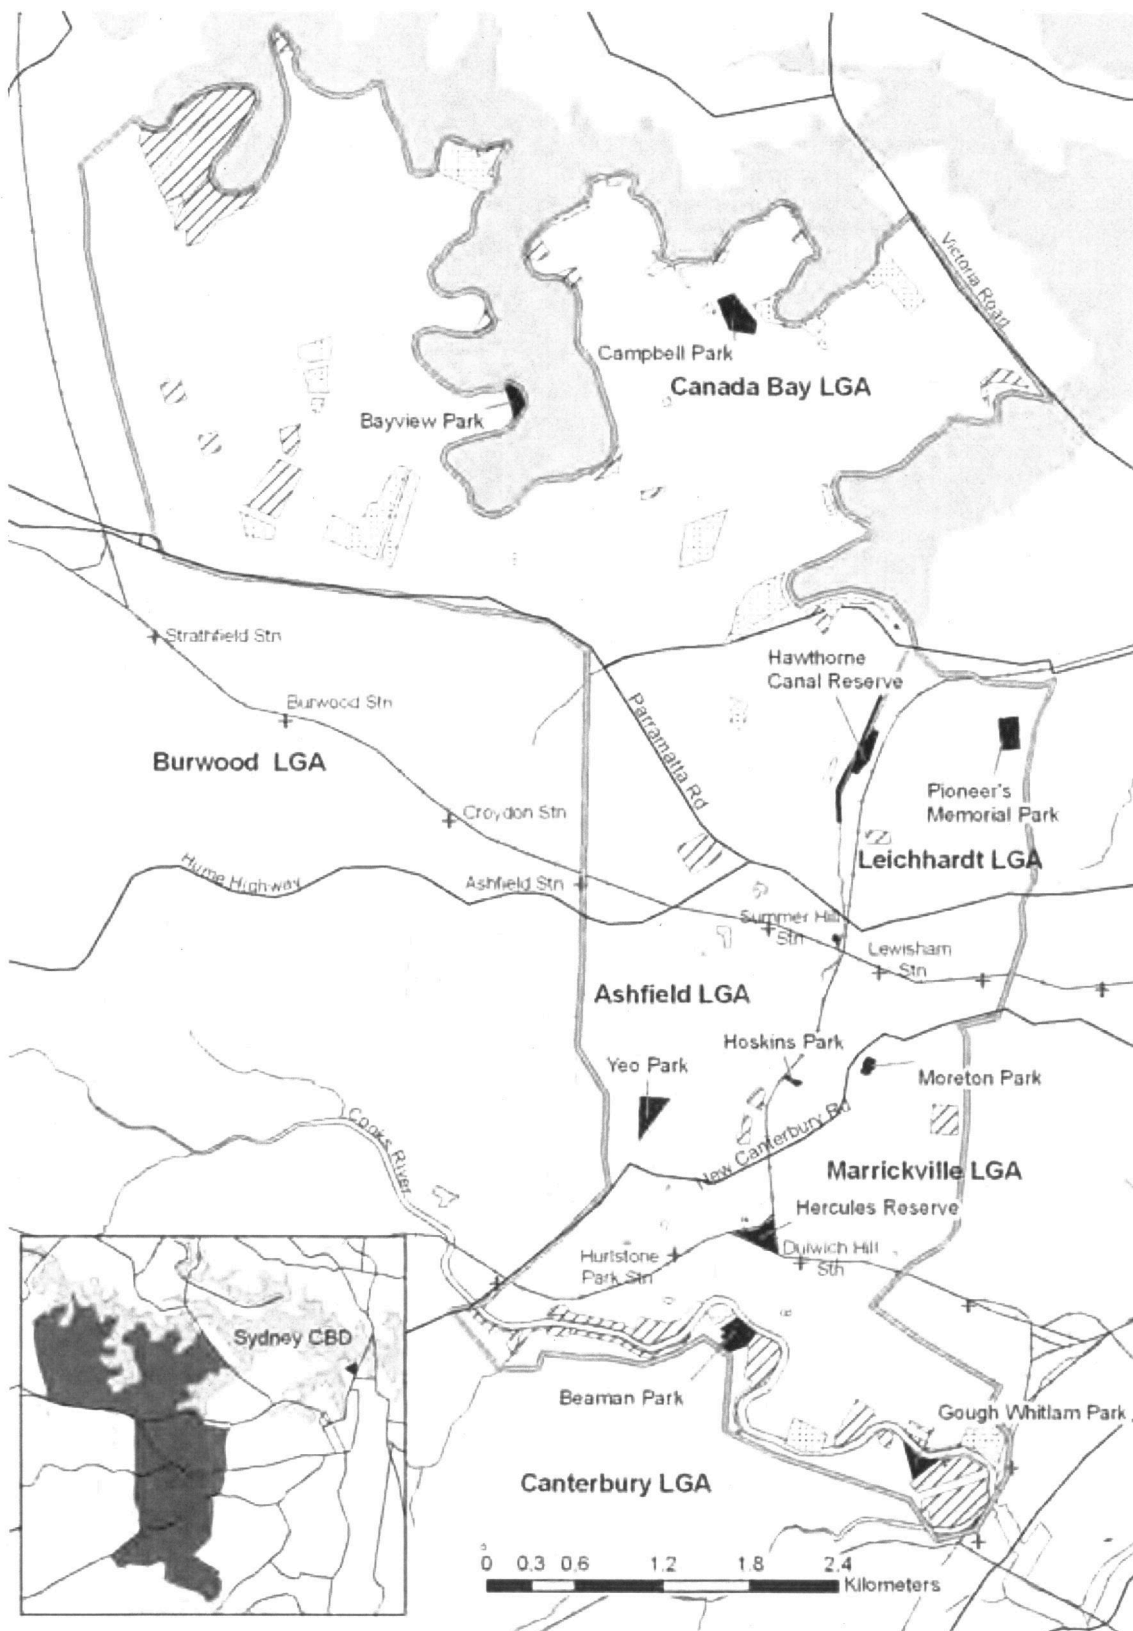 Victoria Road
Campbell Park
Canada Bay LGA
Bayview Park
Strathfield Stn
Hawthorne
Canal Reserve
Burwood Stn
Parramatta Rd
Burwood LGA
Pioneer's
Memorial Park
Croydon Stn
Leichhardt LGA
Hume Highway
Ashfield Stn
Summer Hill
Stn
Lewisham
Stn
Ashfield LGA
Hoskins Park
Yeo Park
Moreton Park
Cooks River
New Canterbury Rd
Marrickville LGA
Hercules Reserve
Hurlstone
Park Stn
Dulwich Hill
Stn
Sydney CBD
Beaman Park
Gough Whitlam Park
Canterbury LGA
0 0.3 0.6 1.2 1.8 2.4
Kilometers